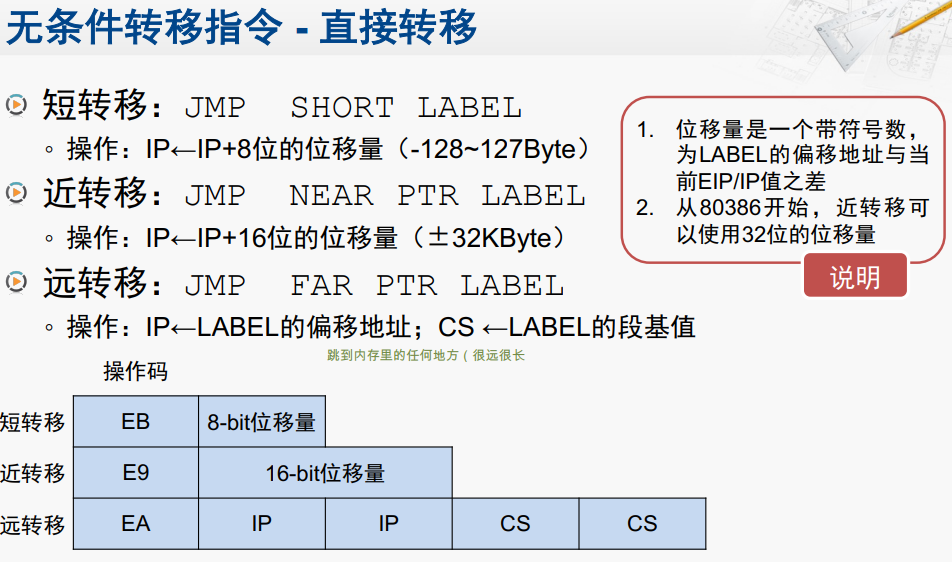 无条件转移指令 - 直接转移
短转移：JMP SHORT LABEL
操作：IP←IP+8位的位移量（-128~127Byte）
近转移：JMP NEAR PTR LABEL
操作：IP←IP+16位的位移量（±32KByte）
远转移：JMP FAR PTR LABEL
操作：IP←LABEL的偏移地址；CS ←LABEL的段基值
跳到内存里的任何地方（很远很长
1. 位移量是一个带符号数，
为LABEL的偏移地址与当
前EIP/IP值之差
2. 从80386开始，近转移可
以使用32位的位移量
说明
操作码
短转移 EB 8-bit位移量
近转移 E9 16-bit位移量
远转移 EA IP IP CS CS